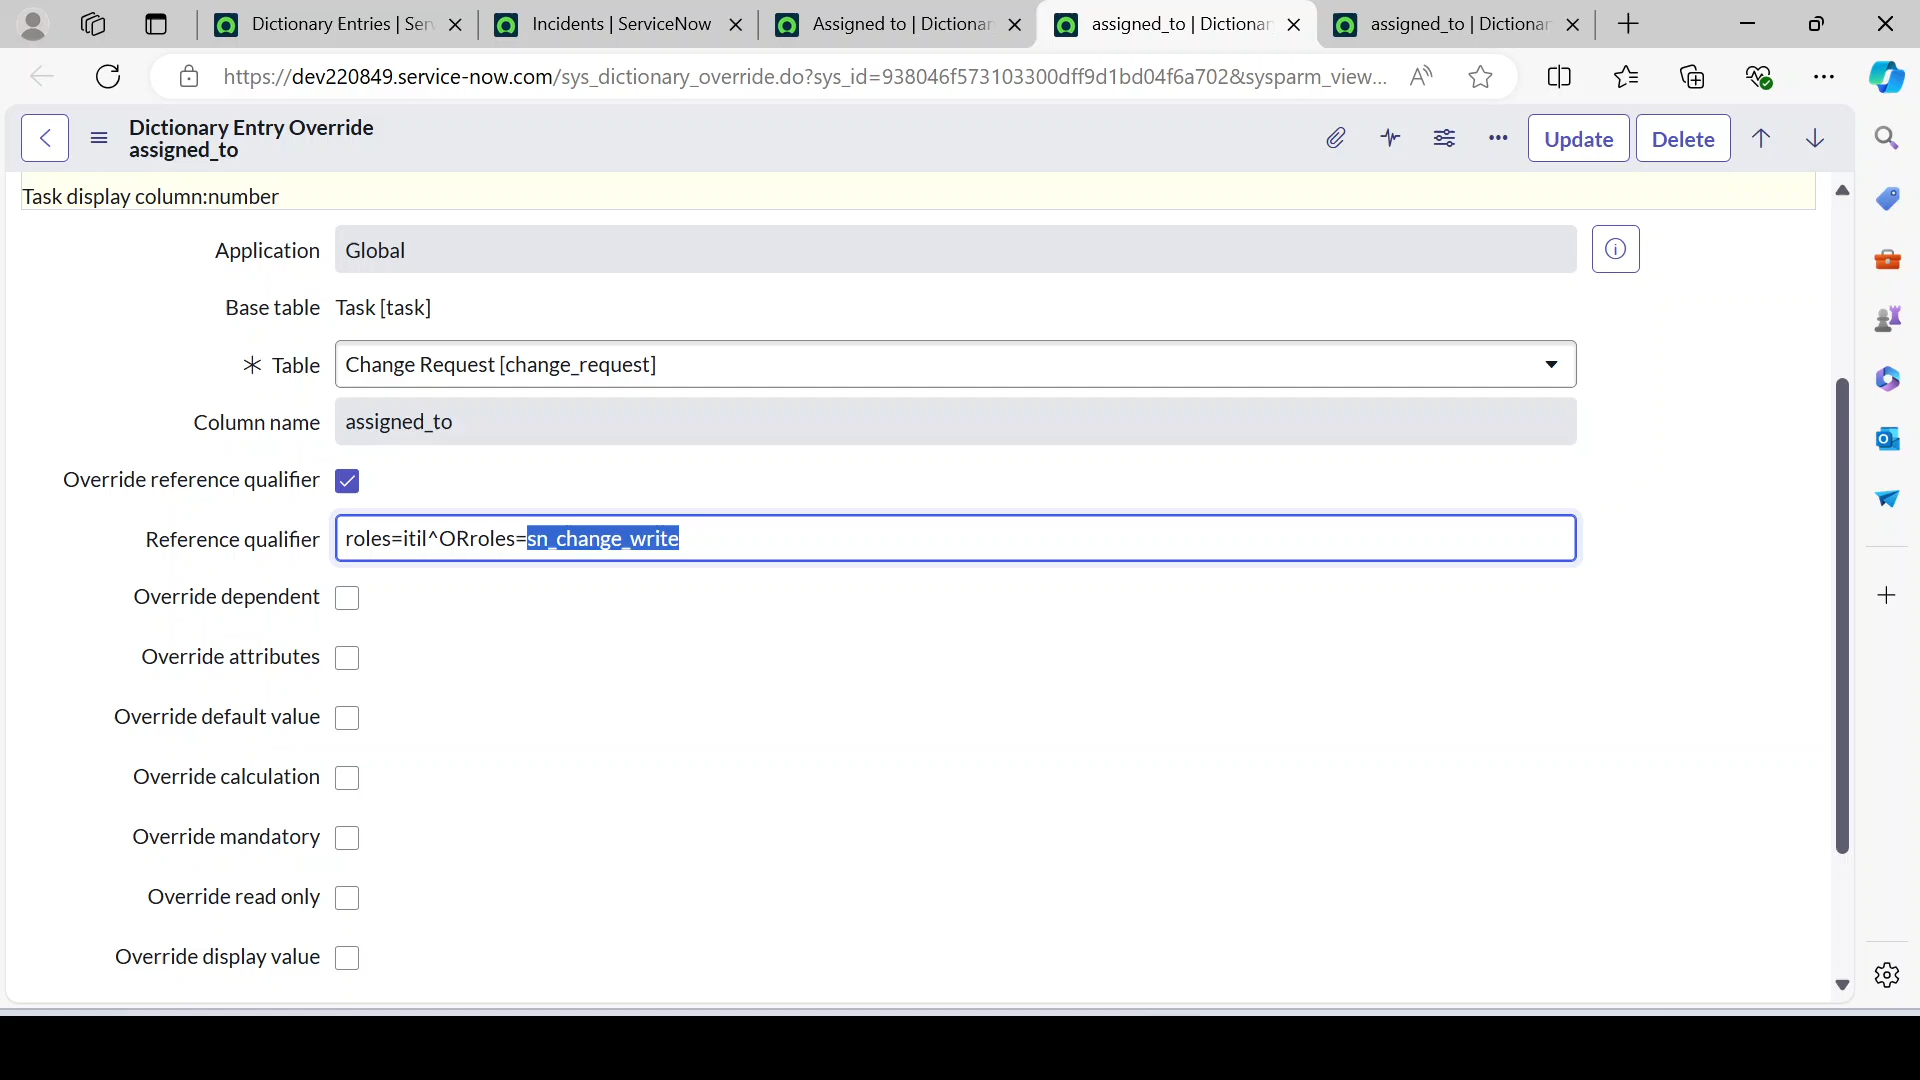 Dictionary Entries | Ser
Incidents | ServiceNow
Assigned to | Dictionar
assigned_to | Dictionar
assigned_to | Dictionar
https://dev220849.service-now.com/sys_dictionary_override.do?sys_id=938046f573103300dff9d1bd04f6a702&sysparm_view...
Dictionary Entry Override
assigned_to
Update
Delete
Task display column:number
Application
Global
Base table
Task [task]
* Table
Change Request [change_request]
Column name
assigned_to
Override reference qualifier
Reference qualifier
roles=itil^ORroles=sn_change_write
Override dependent
Override attributes
Override default value
Override calculation
Override mandatory
Override read only
Override display value